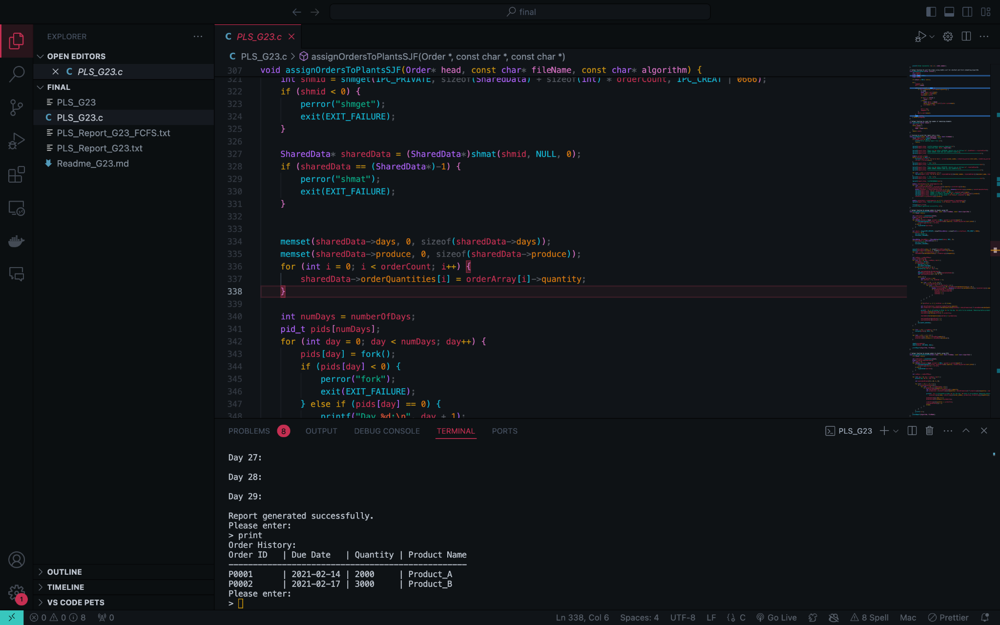 final
EXPLORER
OPEN EDITORS
C PLS_G23.c
FINAL
PLS_G23
C PLS_G23.c
PLS_Report_G23_FCFS.txt
PLS_Report_G23.txt
Readme_G23.md
OUTLINE
TIMELINE
VS CODE PETS
1
C PLS_G23.c
C PLS_G23.c > assignOrdersToPlantsSJF(Order *, const char *, const char *)
307 void assignOrdersToPlantsSJF(Order* head, const char* fileName, const char* algorithm) {
321 int shmid = shmget(IPC_PRIVATE, sizeof(SharedData) + sizeof(int) * orderCount, IPC_CREAT | 0666);
322 if (shmid < 0) {
323 perror("shmget");
324 exit(EXIT_FAILURE);
325 }
326
327 SharedData* sharedData = (SharedData*)shmat(shmid, NULL, 0);
328 if (sharedData == (SharedData*)-1) {
329 perror("shmat");
330 exit(EXIT_FAILURE);
331 }
332
333
334 memset(sharedData->days, 0, sizeof(sharedData->days));
335 memset(sharedData->produce, 0, sizeof(sharedData->produce));
336 for (int i = 0; i < orderCount; i++) {
337 sharedData->orderQuantities[i] = orderArray[i]->quantity;
338 }
339
340 int numDays = numberOfDays;
341 pid_t pids[numDays];
342 for (int day = 0; day < numDays; day++) {
343 pids[day] = fork();
344 if (pids[day] < 0) {
345 perror("fork");
346 exit(EXIT_FAILURE);
347 } else if (pids[day] == 0) {
348 printf("Day %d:\n", day + 1);
PROBLEMS 8 OUTPUT DEBUG CONSOLE TERMINAL PORTS PLS_G23
Day 27:
Day 28:
Day 29:
Report generated successfully.
Please enter:
> print
Order History:
Order ID | Due Date | Quantity | Product Name
-------------------------------------------------
P0001 | 2021-02-14 | 2000 | Product_A
P0002 | 2021-02-17 | 3000 | Product_B
Please enter:
>
0 0 8 0 Ln 338, Col 6 Spaces: 4 UTF-8 LF C Go Live 8 Spell Mac Prettier